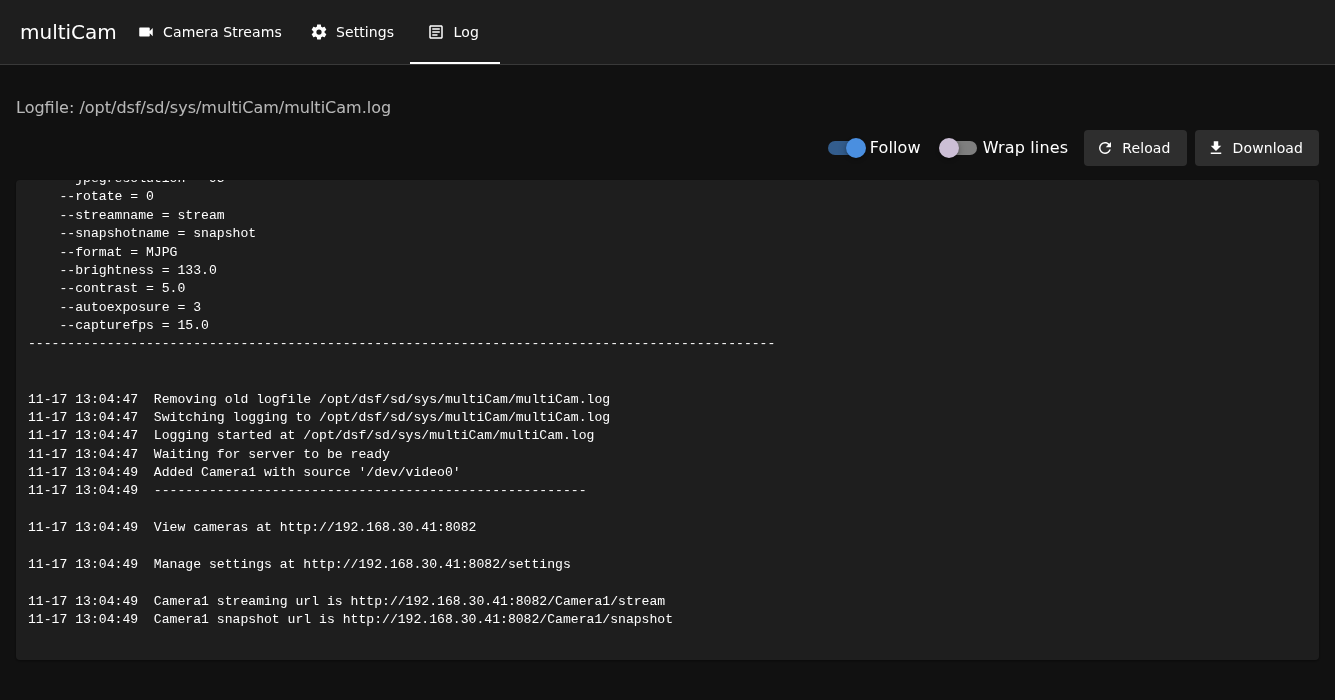 multiCam Camera Streams Settings Log
Logfile: /opt/dsf/sd/sys/multiCam/multiCam.log
Follow Wrap lines Reload Download
--rotate = 0
--streamname = stream
--snapshotname = snapshot
--format = MJPG
--brightness = 133.0
--contrast = 5.0
--autoexposure = 3
--capturefps = 15.0
-----------------------------------------------------------------------------------------------
11-17 13:04:47  Removing old logfile /opt/dsf/sd/sys/multiCam/multiCam.log
11-17 13:04:47  Switching logging to /opt/dsf/sd/sys/multiCam/multiCam.log
11-17 13:04:47  Logging started at /opt/dsf/sd/sys/multiCam/multiCam.log
11-17 13:04:47  Waiting for server to be ready
11-17 13:04:49  Added Camera1 with source '/dev/video0'
11-17 13:04:49  -------------------------------------------------------
11-17 13:04:49  View cameras at http://192.168.30.41:8082
11-17 13:04:49  Manage settings at http://192.168.30.41:8082/settings
11-17 13:04:49  Camera1 streaming url is http://192.168.30.41:8082/Camera1/stream
11-17 13:04:49  Camera1 snapshot url is http://192.168.30.41:8082/Camera1/snapshot